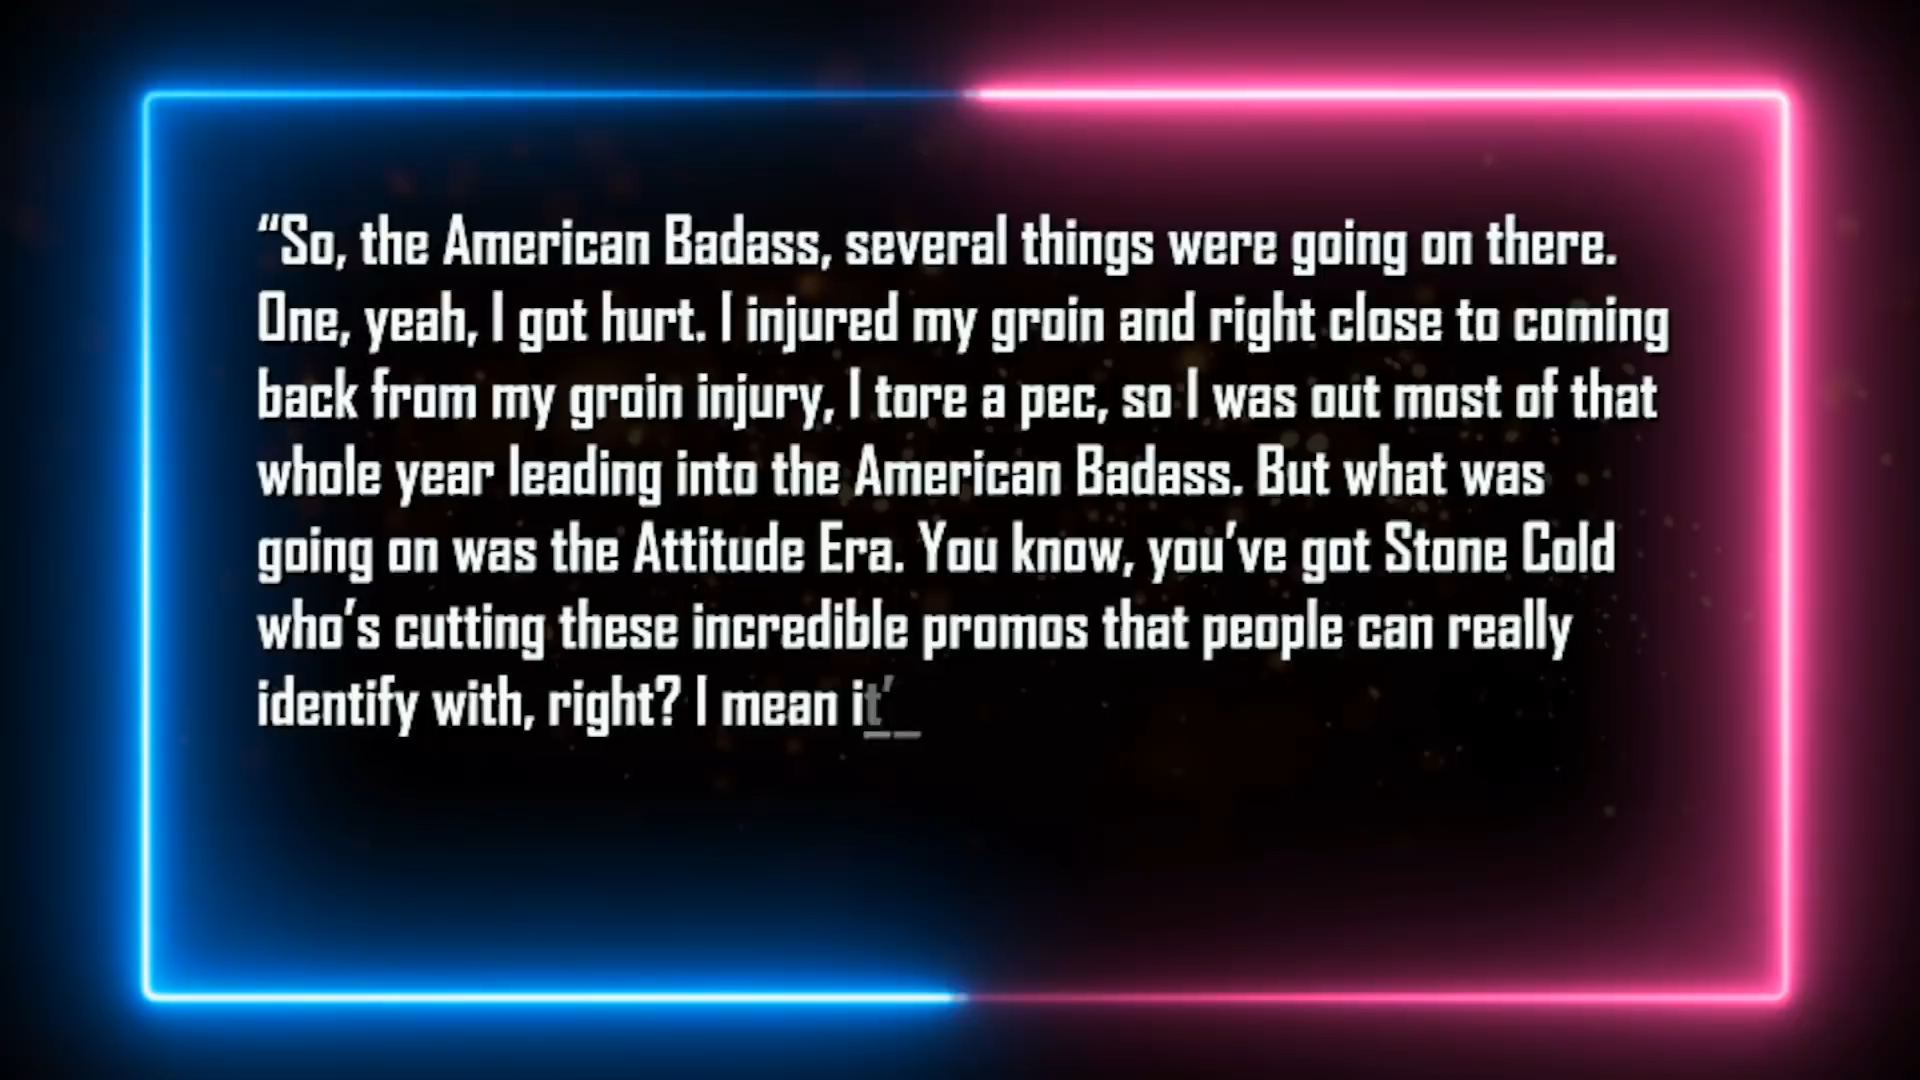 “So, the American Badass, several things were going on there.
One, yeah, I got hurt. I injured my groin and right close to coming
back from my groin injury, I tore a pec, so I was out most of that
whole year leading into the American Badass. But what was
going on was the Attitude Era. You know, you’ve got Stone Cold
who’s cutting these incredible promos that people can really
identify with, right? I mean it’